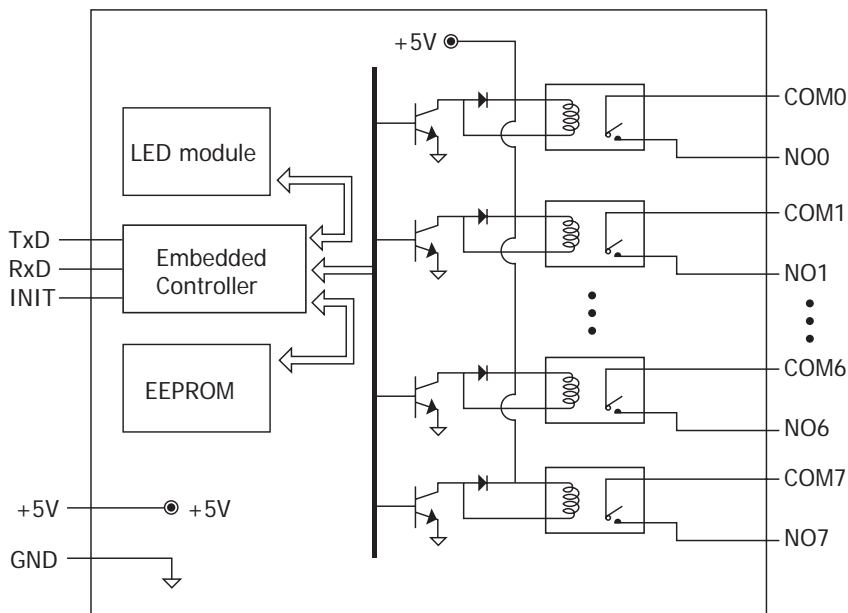 +5V
COM0
NO0
LED module
COM1
TxD
RxD
INIT
Embedded
Controller
NO1
EEPROM
COM6
NO6
COM7
+5V
+5V
NO7
GND